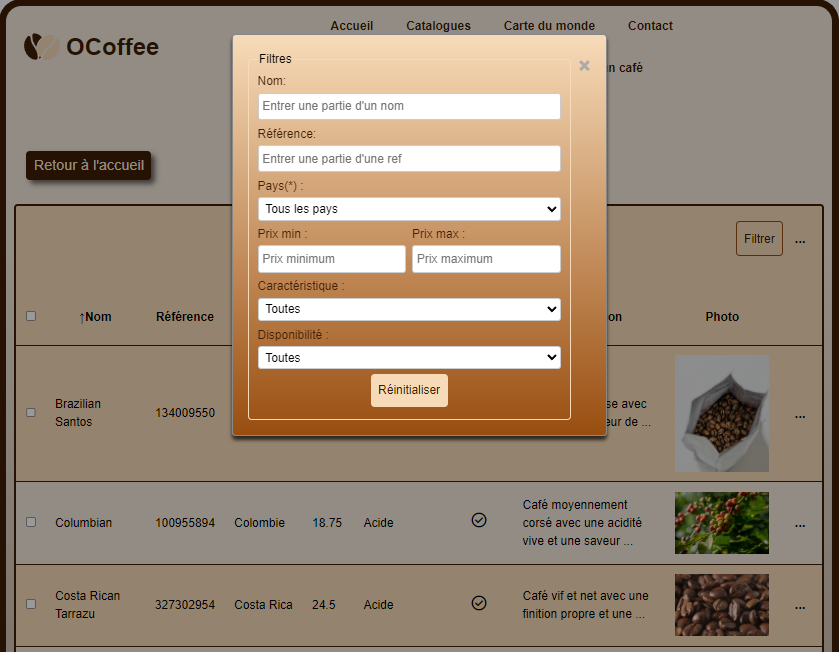 Accueil
Catalogues
Carte du monde
Contact
OCoffee
n café
Retour à l'accueil
Filtres
×
Nom:
Entrer une partie d'un nom
Référence:
Entrer une partie d'une ref
Pays(*) :
Tous les pays
Prix min :
Prix max :
Prix minimum
Prix maximum
Caractéristique :
Toutes
Disponibilité :
Toutes
Réinitialiser
Filtrer
...
↑Nom
Référence
on
Photo
Brazilian
Santos
134009550
se avec
eur de ...
...
Columbian
100955894
Colombie
18.75
Acide
Café moyennement
corsé avec une acidité
vive et une saveur ...
...
Costa Rican
Tarrazu
327302954
Costa Rica
24.5
Acide
Café vif et net avec une
finition propre et une ...
...